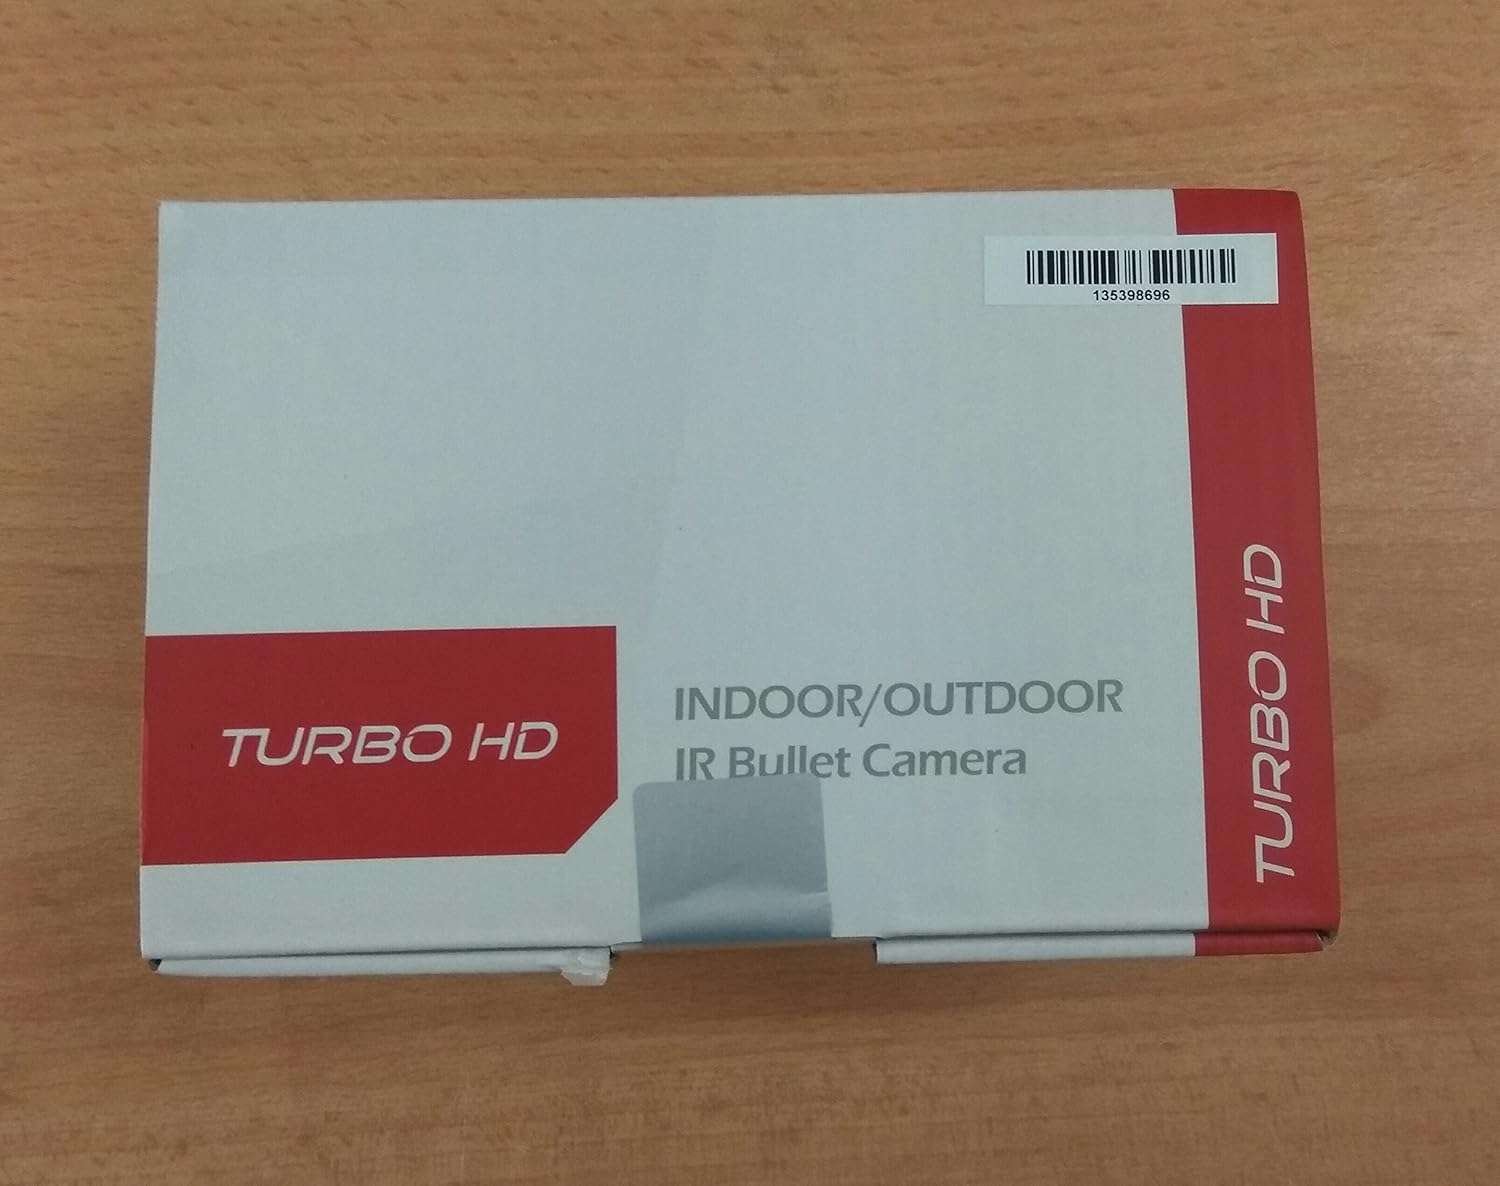 135398696
TURBO HD
INDOOR/OUTDOOR
IR Bullet Camera
TURBO HD